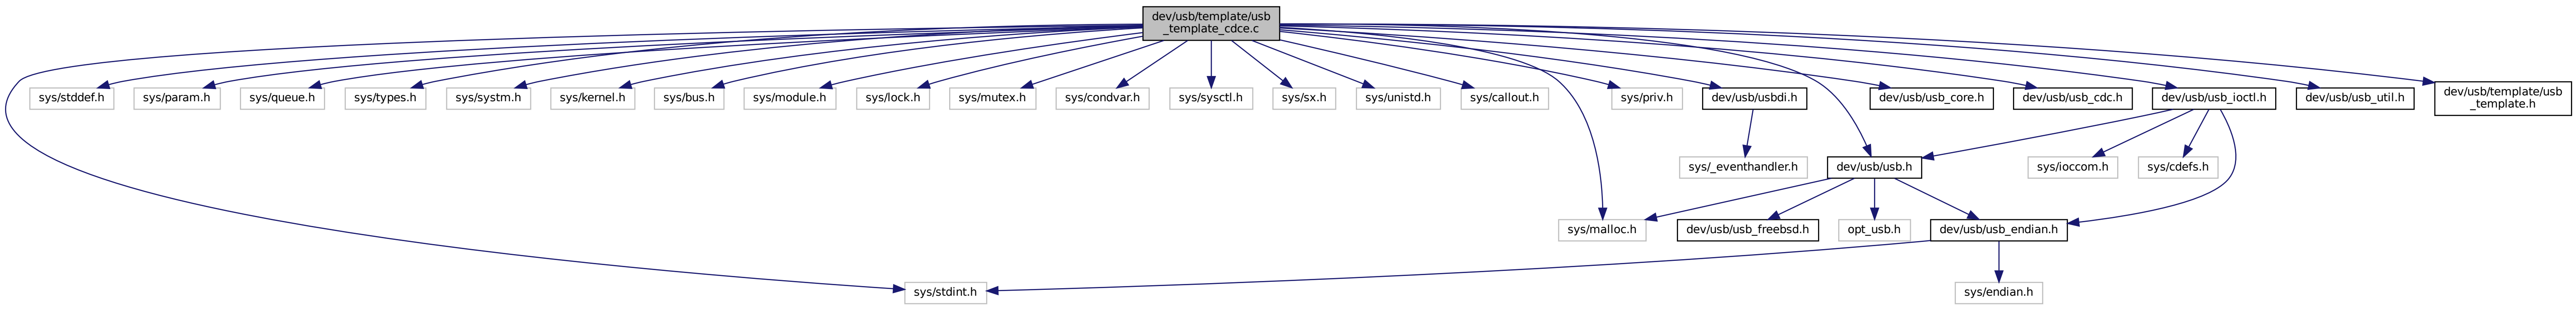 dev/usb/template/usb
_template_cdce.c
sys/stddef.h
sys/param.h
sys/queue.h
sys/types.h
sys/systm.h
sys/kernel.h
sys/bus.h
sys/module.h
sys/lock.h
sys/mutex.h
sys/condvar.h
sys/sysctl.h
sys/sx.h
sys/unistd.h
sys/callout.h
sys/priv.h
dev/usb/usbdi.h
dev/usb/usb_core.h
dev/usb/usb_cdc.h
dev/usb/usb_ioctl.h
dev/usb/usb_util.h
dev/usb/template/usb
_template.h
sys/_eventhandler.h
dev/usb/usb.h
sys/ioccom.h
sys/cdefs.h
sys/malloc.h
dev/usb/usb_freebsd.h
opt_usb.h
dev/usb/usb_endian.h
sys/stdint.h
sys/endian.h